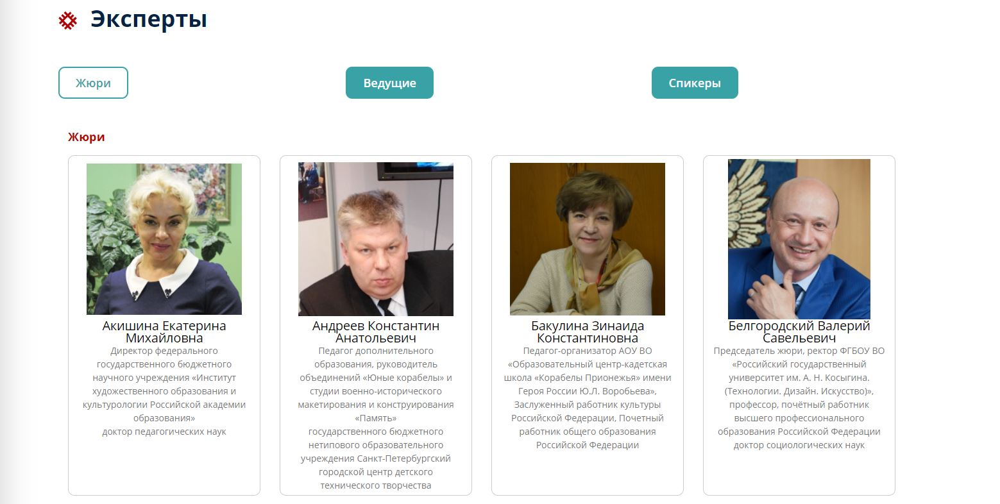 Эксперты
Жюри
Ведущие
Спикеры
Жюри
Акишина Екатерина
Михайловна
Директор федерального
государственного бюджетного
научного учреждения «Институт
художественного образования и
культурологии Российской академии
образования»
доктор педагогических наук
Андреев Константин
Анатольевич
Педагог дополнительного
образования, руководитель
объединений «Юные корабелы» и
студии военно-исторического
макетирования и конструирования
«Память»
государственного бюджетного
нетипового образовательного
учреждения Санкт-Петербургский
городской центр детского
технического творчества
Бакулина Зинаида
Константиновна
Педагог-организатор АОУ ВО
«Образовательный центр-кадетская
школа «Корабелы Прионежья» имени
Героя России Ю.Л. Воробьева»,
Заслуженный работник культуры
Российской Федерации, Почетный
работник общего образования
Российской Федерации
Белгородский Валерий
Савельевич
Председатель жюри, ректор ФГБОУ ВО
«Российский государственный
университет им. А. Н. Косыгина.
(Технологии. Дизайн. Искусство)»,
профессор, почётный работник
высшего профессионального
образования Российской Федерации
доктор социологических наук